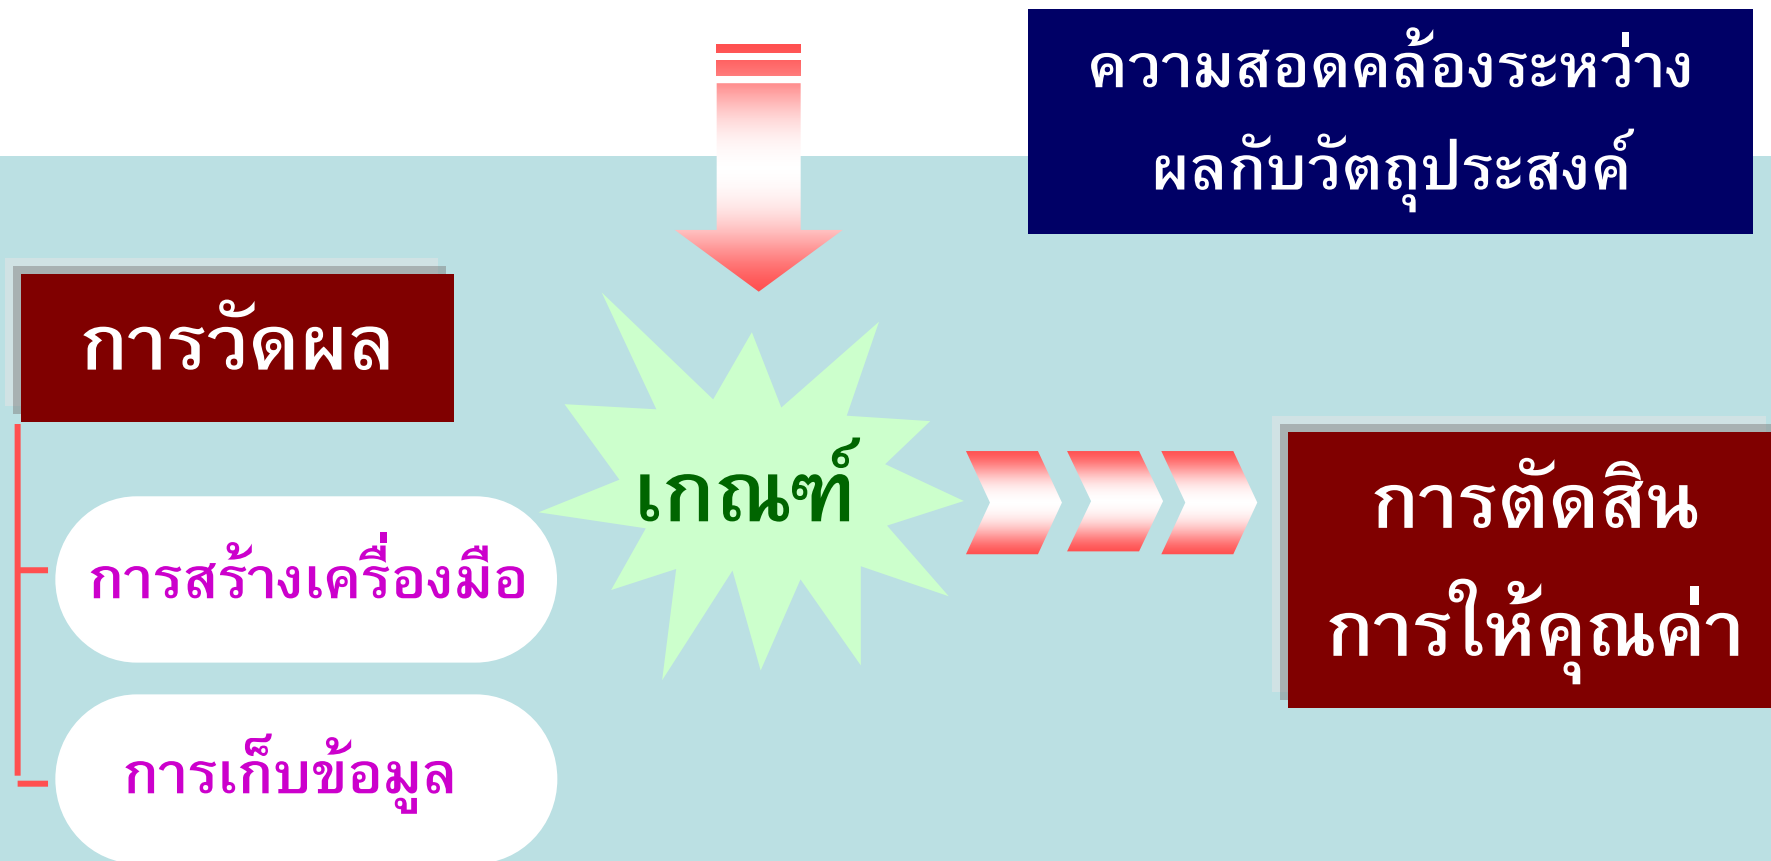 ความสอดคล้องระหว่าง
ผลกับวัตถุประสงค์
การวัดผล
เกณฑ์
การตัดสิน
การให้คุณค่า
การสร้างเครื่องมือ
การเก็บข้อมูล